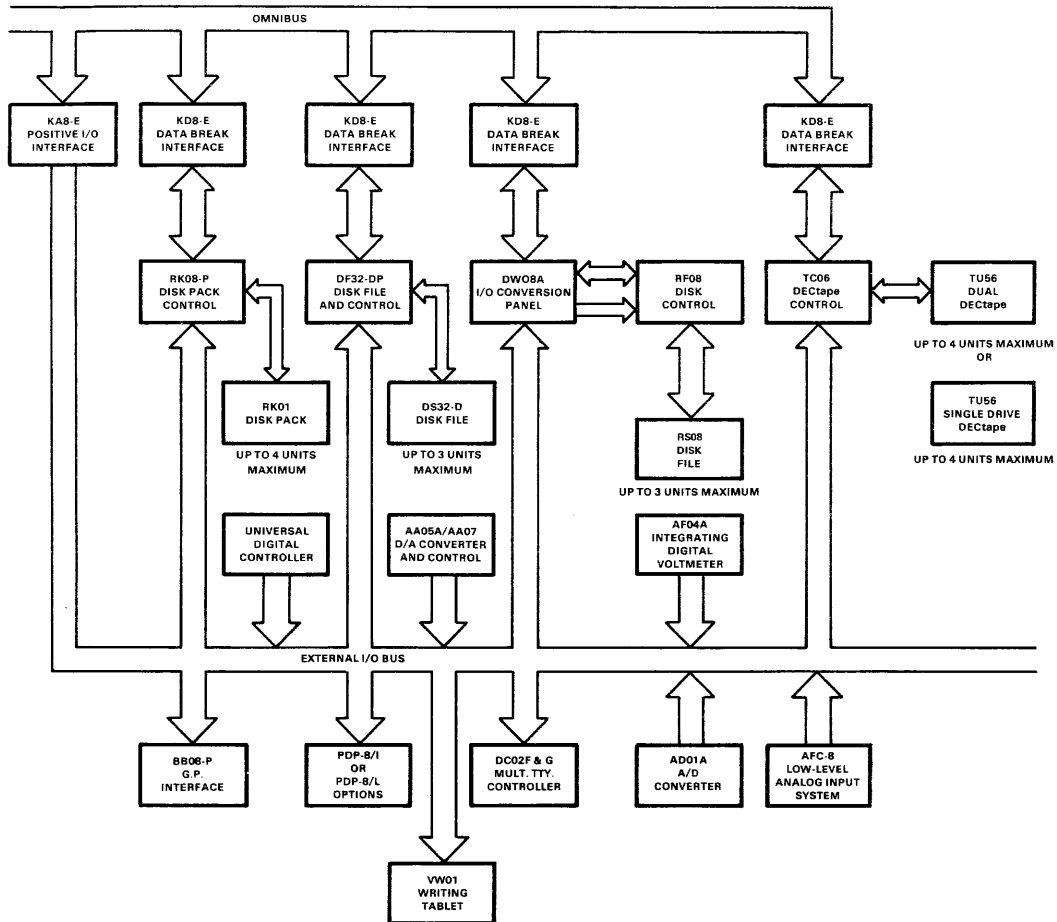 OMNIBUS
KA8-E
POSITIVE I/O
INTERFACE
KD8-E
DATA BREAK
INTERFACE
KD8-E
DATA BREAK
INTERFACE
KD8-E
DATA BREAK
INTERFACE
KD8-E
DATA BREAK
INTERFACE
RK08-P
DISK PACK
CONTROL
DF32-DP
DISK FILE
AND CONTROL
DW08A
I/O CONVERSION
PANEL
RF08
DISK
CONTROL
TC06
DECtape
CONTROL
TU56
DUAL
DECtape
UP TO 4 UNITS MAXIMUM
OR
RK01
DISK PACK
UP TO 4 UNITS
MAXIMUM
DS32-D
DISK FILE
UP TO 3 UNITS
MAXIMUM
RS08
DISK
FILE
UP TO 3 UNITS MAXIMUM
TU56
SINGLE DRIVE
DECtape
UP TO 4 UNITS MAXIMUM
UNIVERSAL
DIGITAL
CONTROLLER
AA05A/AA07
D/A CONVERTER
AND CONTROL
AF04A
INTEGRATING
DIGITAL
VOLTMETER
EXTERNAL I/O BUS
BB08-P
G.P.
INTERFACE
PDP-8/I
OR
PDP-8/L
OPTIONS
DC02F & G
MULT. TTY.
CONTROLLER
AD01A
A/D
CONVERTER
AFC-8
LOW-LEVEL
ANALOG INPUT
SYSTEM
VW01
WRITING
TABLET